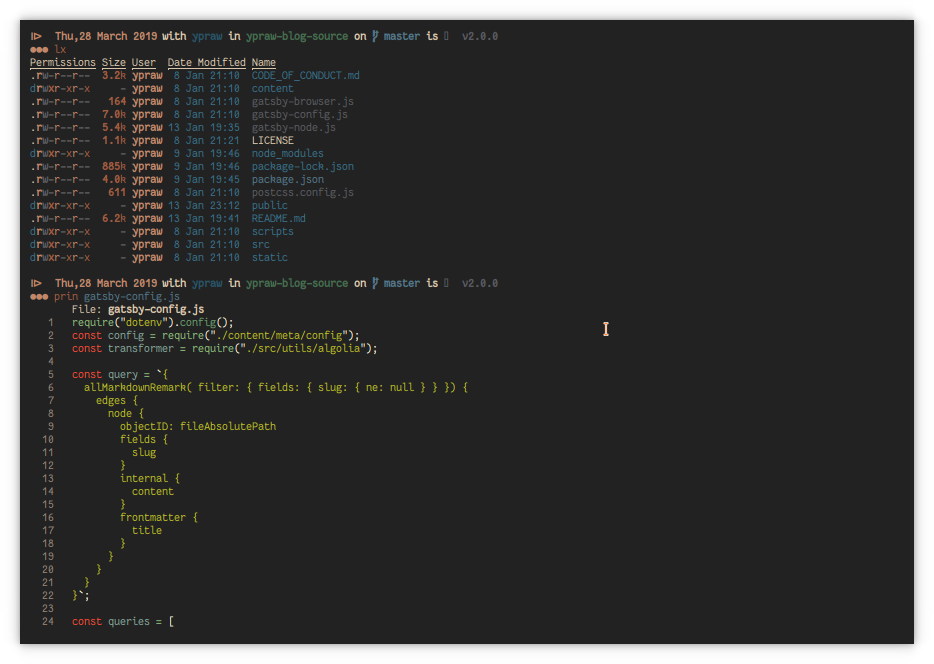 Thu,28 March 2019 with ypraw in ypraw-blog-source on master is v2.0.0
●●● lx
Permissions Size User Date Modified Name
.rw-r--r-- 3.2k ypraw 8 Jan 21:10 CODE_OF_CONDUCT.md
drwxr-xr-x - ypraw 8 Jan 21:10 content
.rw-r--r-- 164 ypraw 8 Jan 21:10 gatsby-browser.js
.rw-r--r-- 7.0k ypraw 8 Jan 21:10 gatsby-config.js
.rw-r--r-- 5.4k ypraw 13 Jan 19:35 gatsby-node.js
.rw-r--r-- 1.1k ypraw 8 Jan 21:21 LICENSE
drwxr-xr-x - ypraw 9 Jan 19:46 node_modules
.rw-r--r-- 885k ypraw 9 Jan 19:46 package-lock.json
.rw-r--r-- 4.0k ypraw 9 Jan 19:45 package.json
.rw-r--r-- 611 ypraw 8 Jan 21:10 postcss.config.js
drwxr-xr-x - ypraw 13 Jan 23:12 public
.rw-r--r-- 6.2k ypraw 13 Jan 19:41 README.md
drwxr-xr-x - ypraw 8 Jan 21:10 scripts
drwxr-xr-x - ypraw 8 Jan 21:10 src
drwxr-xr-x - ypraw 8 Jan 21:10 static
Thu,28 March 2019 with ypraw in ypraw-blog-source on master is v2.0.0
●●● prin gatsby-config.js
File: gatsby-config.js
1 require("dotenv").config();
2 const config = require("./content/meta/config");
3 const transformer = require("./src/utils/algolia");
4
5 const query = `{
6 allMarkdownRemark( filter: { fields: { slug: { ne: null } } }) {
7 edges {
8 node {
9 objectID: fileAbsolutePath
10 fields {
11 slug
12 }
13 internal {
14 content
15 }
16 frontmatter {
17 title
18 }
19 }
20 }
21 }
22 }`;
23
24 const queries = [